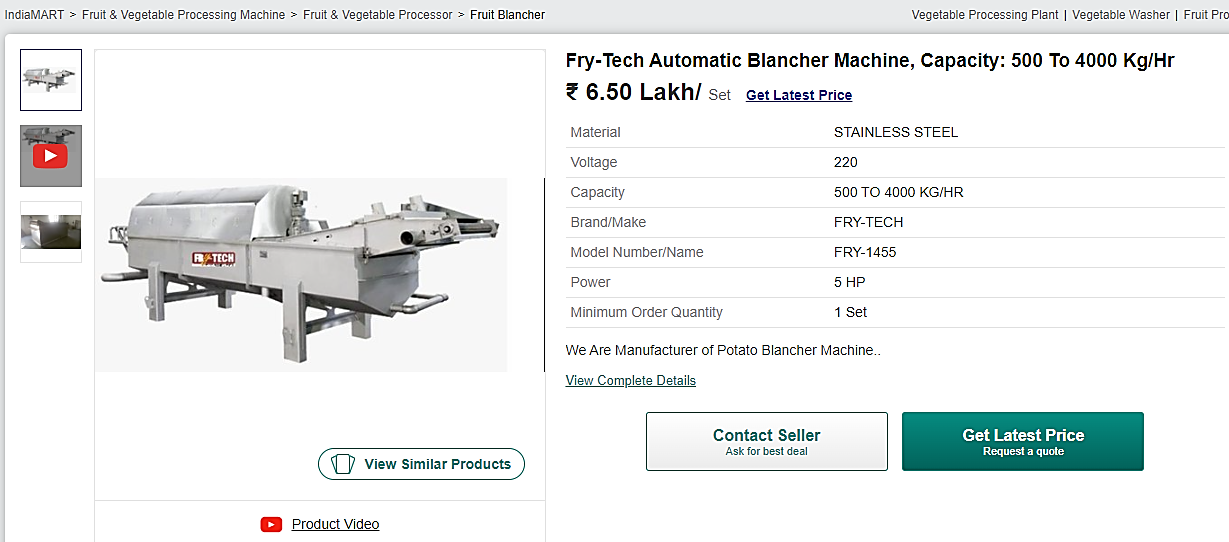 IndiaMART > Fruit & Vegetable Processing Machine > Fruit & Vegetable Processor > Fruit Blancher
Vegetable Processing Plant | Vegetable Washer | Fruit Pro
Fry-Tech Automatic Blancher Machine, Capacity: 500 To 4000 Kg/Hr
₹ 6.50 Lakh/ Set Get Latest Price
Material STAINLESS STEEL
Voltage 220
Capacity 500 TO 4000 KG/HR
Brand/Make FRY-TECH
Model Number/Name FRY-1455
Power 5 HP
Minimum Order Quantity 1 Set
We Are Manufacturer of Potato Blancher Machine..
View Complete Details
Contact Seller
Ask for best deal
Get Latest Price
Request a quote
FRY-TECH
View Similar Products
Product Video